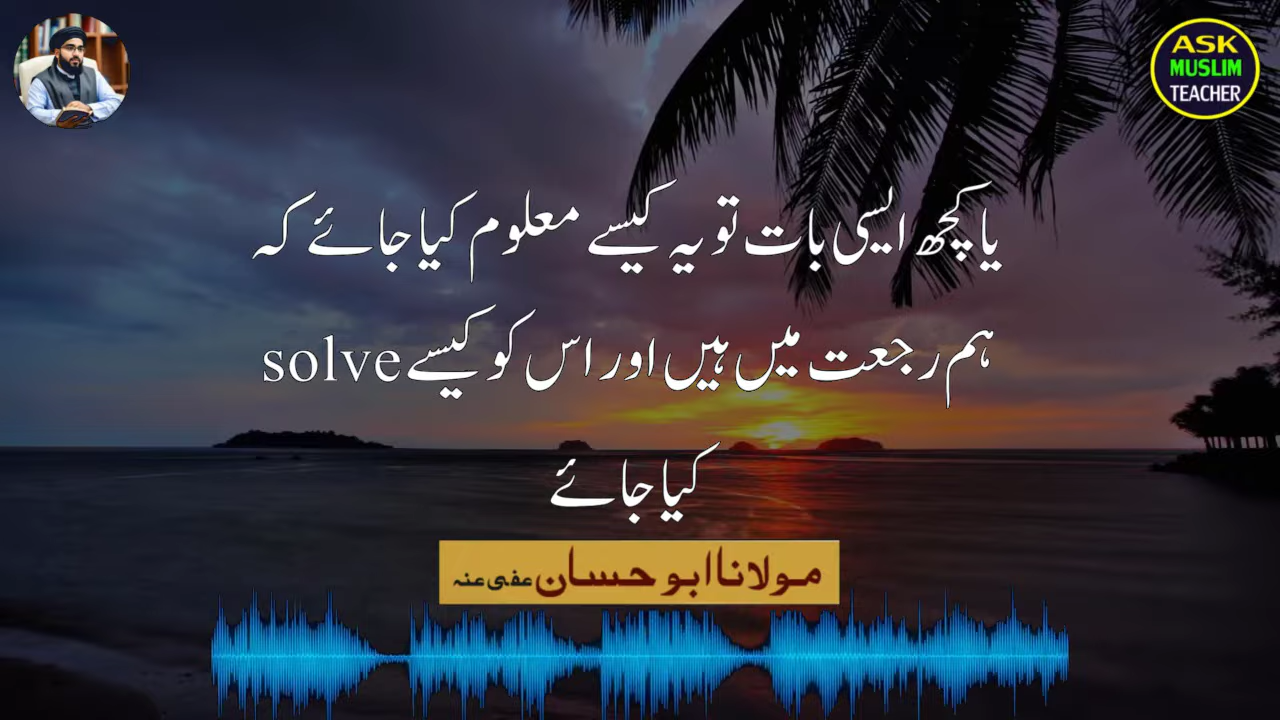 ASK
MUSLIM
TEACHER
یا کچھ ایسی بات تو یہ کیسے معلوم کیا جائے کہ
ہم رجعت میں ہیں اور اس کو کیسے solve
کیا جائے
مولانا ابو حسان عفی عنہ